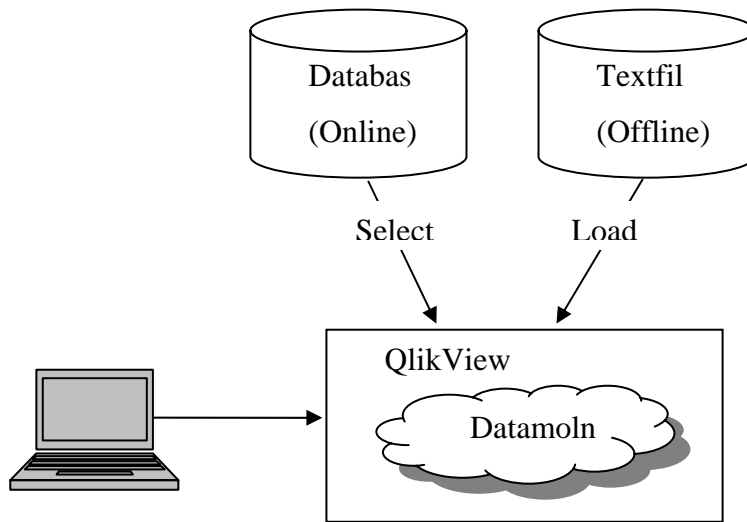 Databas
(Online)
Textfil
(Offline)
Select
Load
QlikView
Datamoln